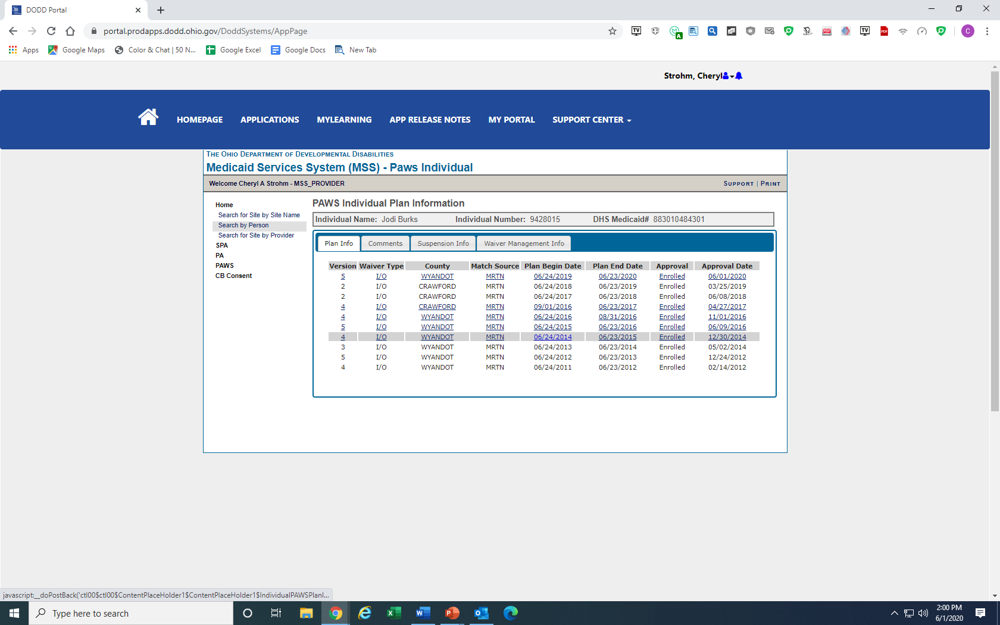 DODD Portal
portal.prodapps.dodd.ohio.gov/DoddSystems/AppPage
Apps Google Maps Color & Chat | 50 N... Google Excel Google Docs New Tab
Strohm, Cheryl
HOMEPAGE APPLICATIONS MYLEARNING APP RELEASE NOTES MY PORTAL SUPPORT CENTER
THE OHIO DEPARTMENT OF DEVELOPMENTAL DISABILITIES
Medicaid Services System (MSS) - Paws Individual
Welcome Cheryl A Strohm - MSS_PROVIDER SUPPORT | PRINT
Home
Search for Site by Site Name
Search by Person
Search for Site by Provider
SPA
PA
PAWS
CB Consent
PAWS Individual Plan Information
Individual Name: Jodi Burks Individual Number: 9428015 DHS Medicaid# 883010484301
Plan Info Comments Suspension Info Waiver Management Info
Version Waiver Type County Match Source Plan Begin Date Plan End Date Approval Approval Date
5 I/O WYANDOT MRTN 06/24/2019 06/23/2020 Enrolled 06/01/2020
2 I/O CRAWFORD MRTN 06/24/2018 06/23/2019 Enrolled 03/25/2019
2 I/O CRAWFORD MRTN 06/24/2017 06/23/2018 Enrolled 06/08/2018
4 I/O CRAWFORD MRTN 09/01/2016 06/23/2017 Enrolled 04/27/2017
4 I/O WYANDOT MRTN 06/24/2016 08/31/2016 Enrolled 11/01/2016
5 I/O WYANDOT MRTN 06/24/2015 06/23/2016 Enrolled 06/09/2016
4 I/O WYANDOT MRTN 06/24/2014 06/23/2015 Enrolled 12/30/2014
3 I/O WYANDOT MRTN 06/24/2013 06/23/2014 Enrolled 05/02/2014
5 I/O WYANDOT MRTN 06/24/2012 06/23/2013 Enrolled 12/24/2012
4 I/O WYANDOT MRTN 06/24/2011 06/23/2012 Enrolled 02/14/2012
javascript:__doPostBack('ctl00$ctl00$ContentPlaceHolder1$ContentPlaceHolder1$IndividualPAWSPlanI...
Type here to search
2:00 PM
6/1/2020